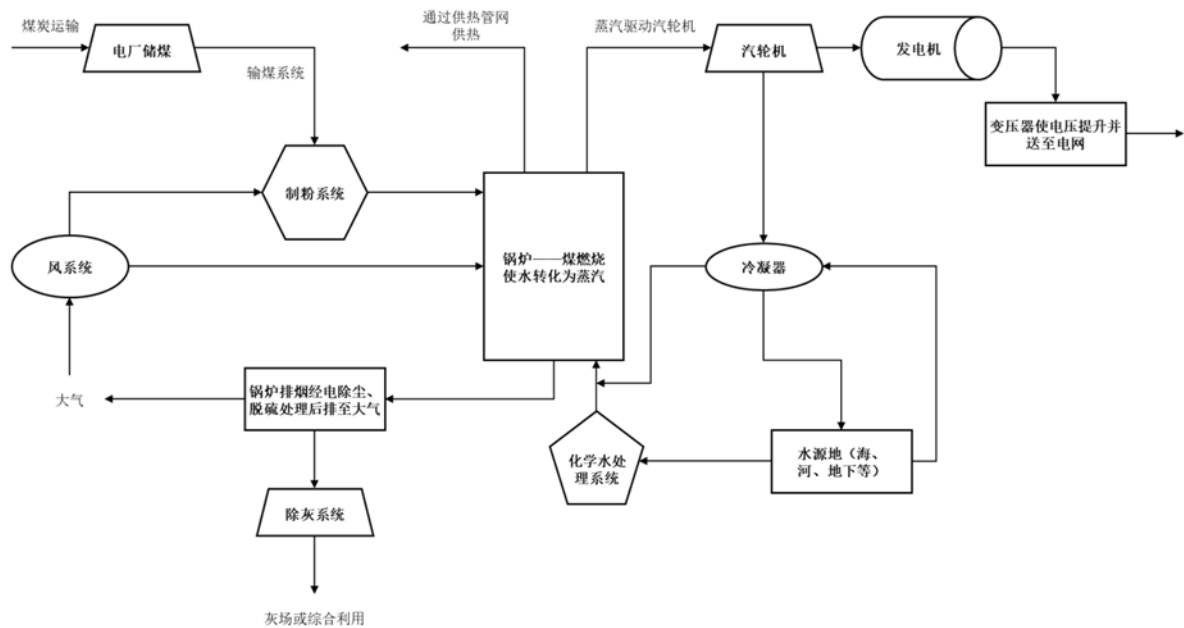 煤炭运输
电厂储煤
输煤系统
通过供热管网
供热
蒸汽驱动汽轮机
汽轮机
发电机
变压器使电压提升并
送至电网
制粉系统
风系统
锅炉——煤燃烧
使水转化为蒸汽
冷凝器
大气
锅炉排烟经电除尘、
脱硫处理后排至大气
化学水处
理系统
水源地（海、
河、地下等）
除灰系统
灰场或综合利用